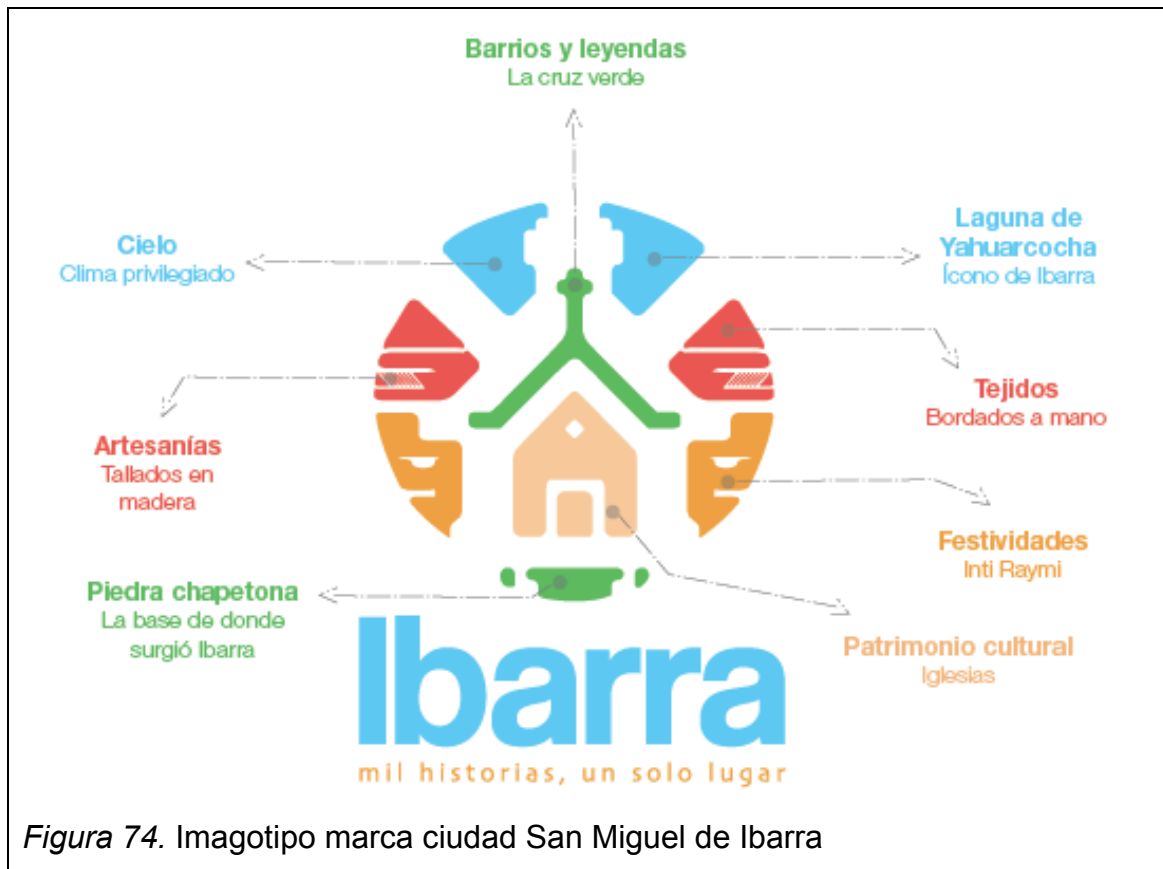 Barrios y leyendas
La cruz verde
Cielo
Clima privilegiado
Laguna de
Yahuarcocha
Ícono de Ibarra
Artesanías
Tallados en
madera
Tejidos
Bordados a mano
Festividades
Inti Raymi
Piedra chapetona
La base de donde
surgió Ibarra
Patrimonio cultural
Iglesias
Ibarra
mil historias, un solo lugar
Figura 74. Imagotipo marca ciudad San Miguel de Ibarra